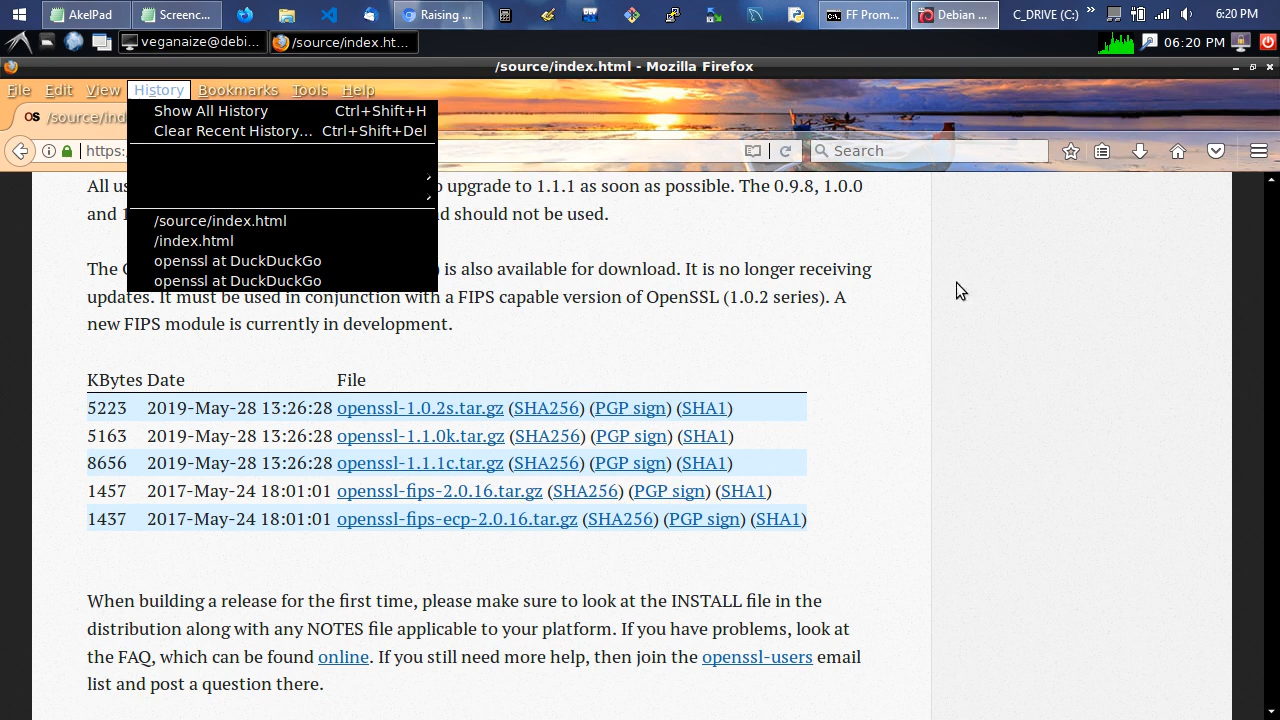 AkelPad Screenc... Raising ... FF Prom... Debian ... C_DRIVE (C:) » 6:20 PM
veganaize@debi... /source/index.ht... 06:20 PM
/source/index.html - Mozilla Firefox
File Edit View History Bookmarks Tools Help
OS /source/ind
https: Search
Show All History Ctrl+Shift+H
Clear Recent History... Ctrl+Shift+Del
/source/index.html
/index.html
openssl at DuckDuckGo
openssl at DuckDuckGo
All us upgrade to 1.1.1 as soon as possible. The 0.9.8, 1.0.0
and 1 should not be used.
The is also available for download. It is no longer receiving
updates. It must be used in conjunction with a FIPS capable version of OpenSSL (1.0.2 series). A
new FIPS module is currently in development.
KBytes Date File
5223 2019-May-28 13:26:28 openssl-1.0.2s.tar.gz (SHA256) (PGP sign) (SHA1)
5163 2019-May-28 13:26:28 openssl-1.1.0k.tar.gz (SHA256) (PGP sign) (SHA1)
8656 2019-May-28 13:26:28 openssl-1.1.1c.tar.gz (SHA256) (PGP sign) (SHA1)
1457 2017-May-24 18:01:01 openssl-fips-2.0.16.tar.gz (SHA256) (PGP sign) (SHA1)
1437 2017-May-24 18:01:01 openssl-fips-ecp-2.0.16.tar.gz (SHA256) (PGP sign) (SHA1)
When building a release for the first time, please make sure to look at the INSTALL file in the
distribution along with any NOTES file applicable to your platform. If you have problems, look at
the FAQ, which can be found online. If you still need more help, then join the openssl-users email
list and post a question there.